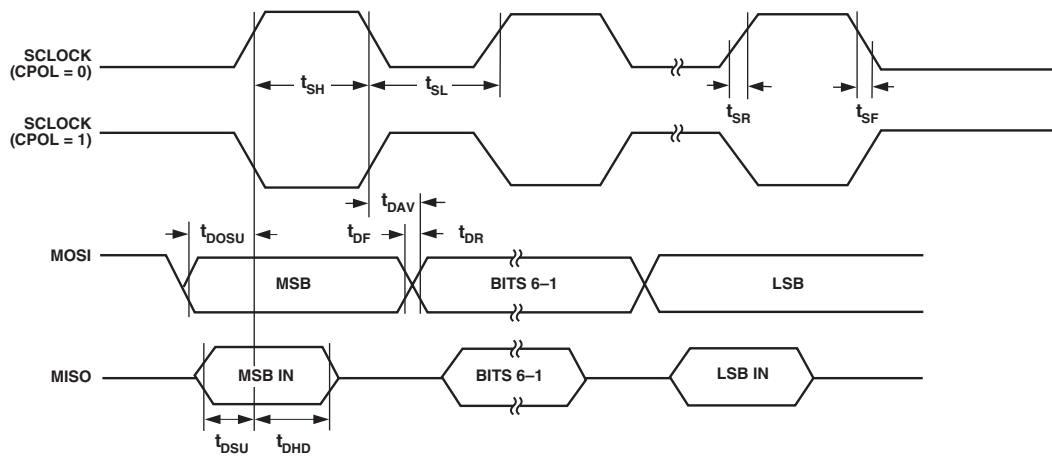 SCLOCK
(CPOL = 0)
tSH
tSL
tSR
tSF
SCLOCK
(CPOL = 1)
tDAV
tDOSU
tDF
tDR
MOSI
MSB
BITS 6–1
LSB
MISO
MSB IN
BITS 6–1
LSB IN
tDSU
tDHD